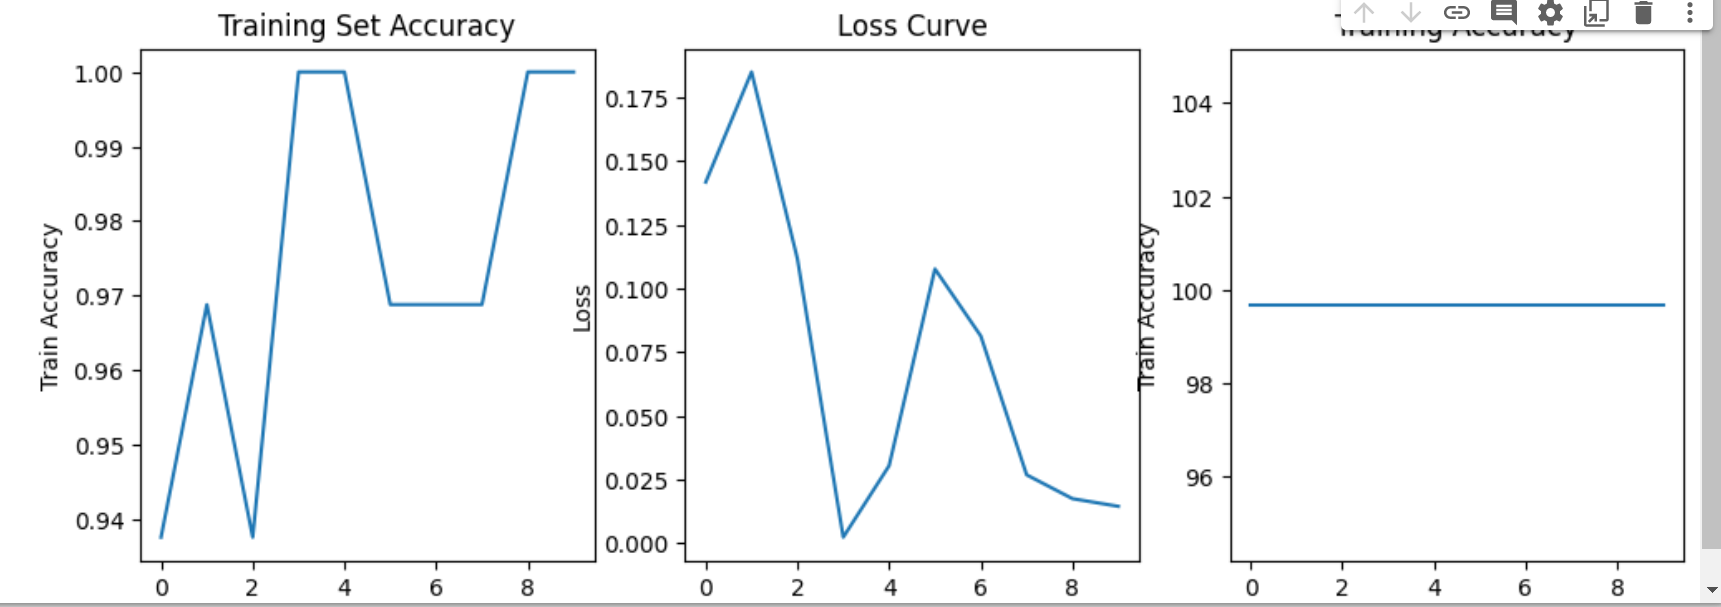 Training Set Accuracy
Train Accuracy
1.00
0.99
0.98
0.97
0.96
0.95
0.94
0 2 4 6 8
Loss Curve
Loss
0.175
0.150
0.125
0.100
0.075
0.050
0.025
0.000
0 2 4 6 8
Training Accuracy
Train Accuracy
104
102
100
98
96
0 2 4 6 8